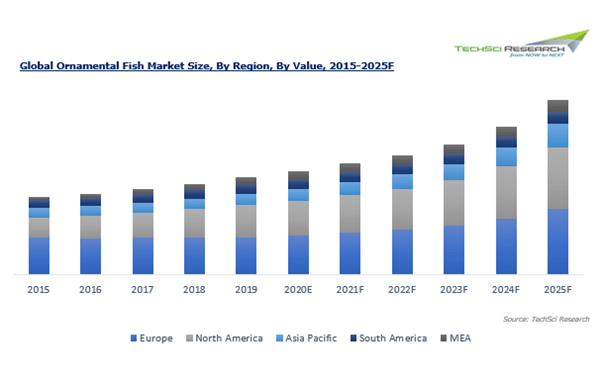 TECHSCI RESEARCH
from NOW to NEXT
Global Ornamental Fish Market Size, By Region, By Value, 2015-2025F
2015 2016 2017 2018 2019 2020E 2021F 2022F 2023F 2024F 2025F
Source: TechSci Research
Europe North America Asia Pacific South America MEA